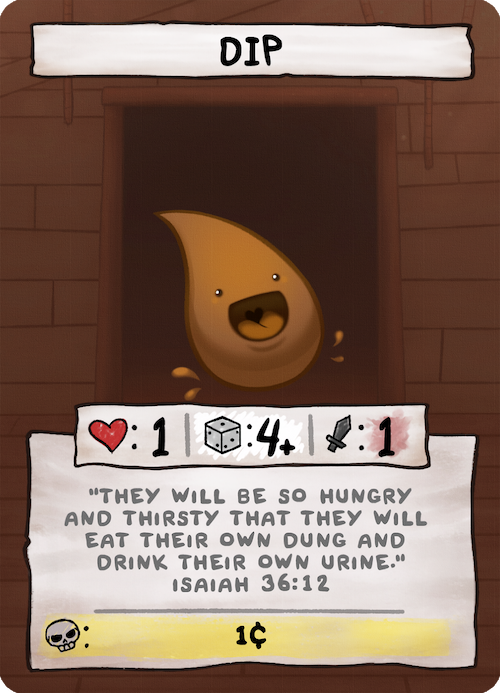 DIP
: 1 | : 4+ | : 1
"THEY WILL BE SO HUNGRY
AND THIRSTY THAT THEY WILL
EAT THEIR OWN DUNG AND
DRINK THEIR OWN URINE."
ISAIAH 36:12
: 1¢